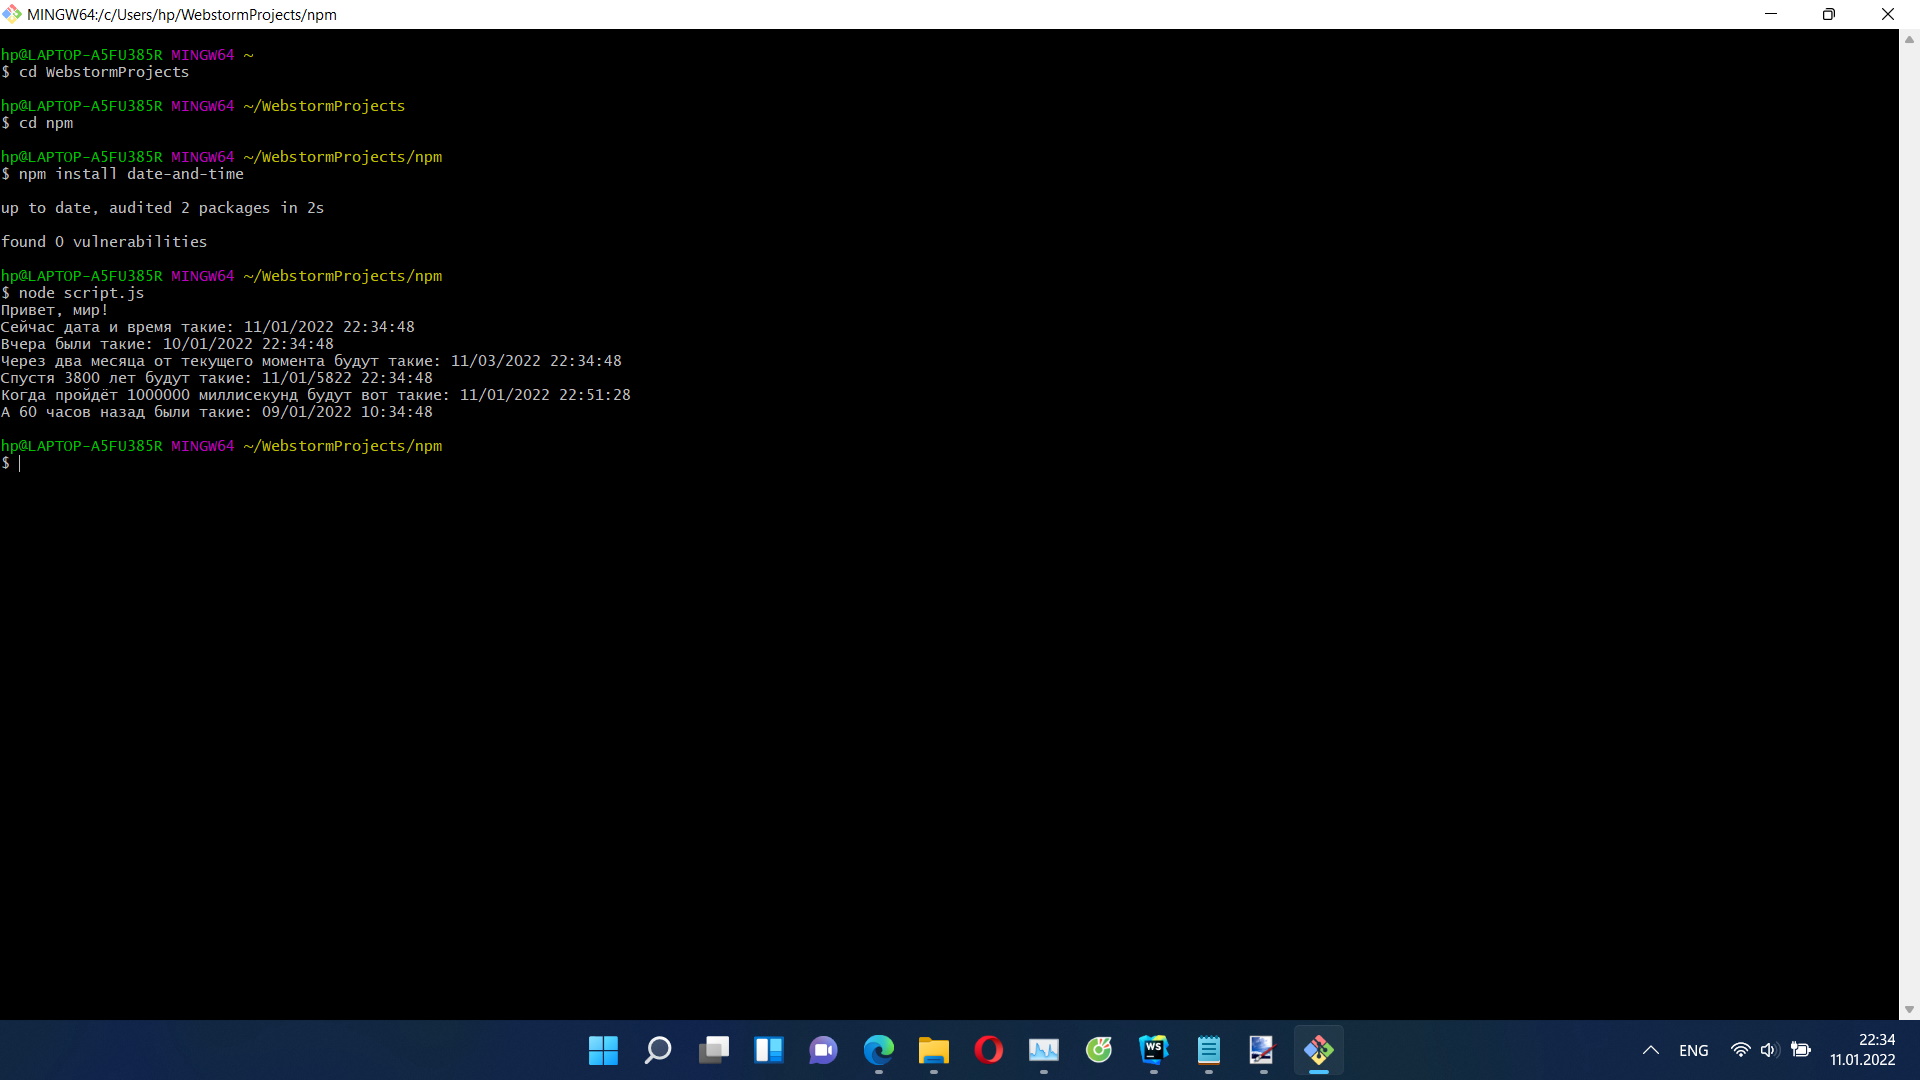 MINGW64:/c/Users/hp/WebstormProjects/npm
hp@LAPTOP-A5FU385R MINGW64 ~
$ cd WebstormProjects
hp@LAPTOP-A5FU385R MINGW64 ~/WebstormProjects
$ cd npm
hp@LAPTOP-A5FU385R MINGW64 ~/WebstormProjects/npm
$ npm install date-and-time
up to date, audited 2 packages in 2s
found 0 vulnerabilities
hp@LAPTOP-A5FU385R MINGW64 ~/WebstormProjects/npm
$ node script.js
Привет, мир!
Сейчас дата и время такие: 11/01/2022 22:34:48
Вчера были такие: 10/01/2022 22:34:48
Через два месяца от текущего момента будут такие: 11/03/2022 22:34:48
Спустя 3800 лет будут такие: 11/01/5822 22:34:48
Когда пройдёт 1000000 миллисекунд будут вот такие: 11/01/2022 22:51:28
А 60 часов назад были такие: 09/01/2022 10:34:48
hp@LAPTOP-A5FU385R MINGW64 ~/WebstormProjects/npm
$
WS
ENG
22:34
11.01.2022